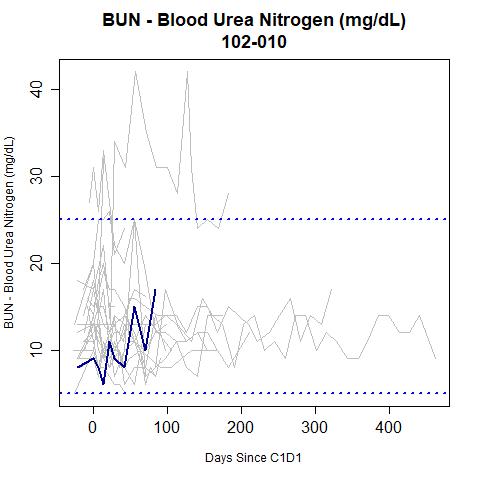 BUN - Blood Urea Nitrogen (mg/dL)
102-010
BUN - Blood Urea Nitrogen (mg/dL)
40
30
20
10
0 100 200 300 400
Days Since C1D1